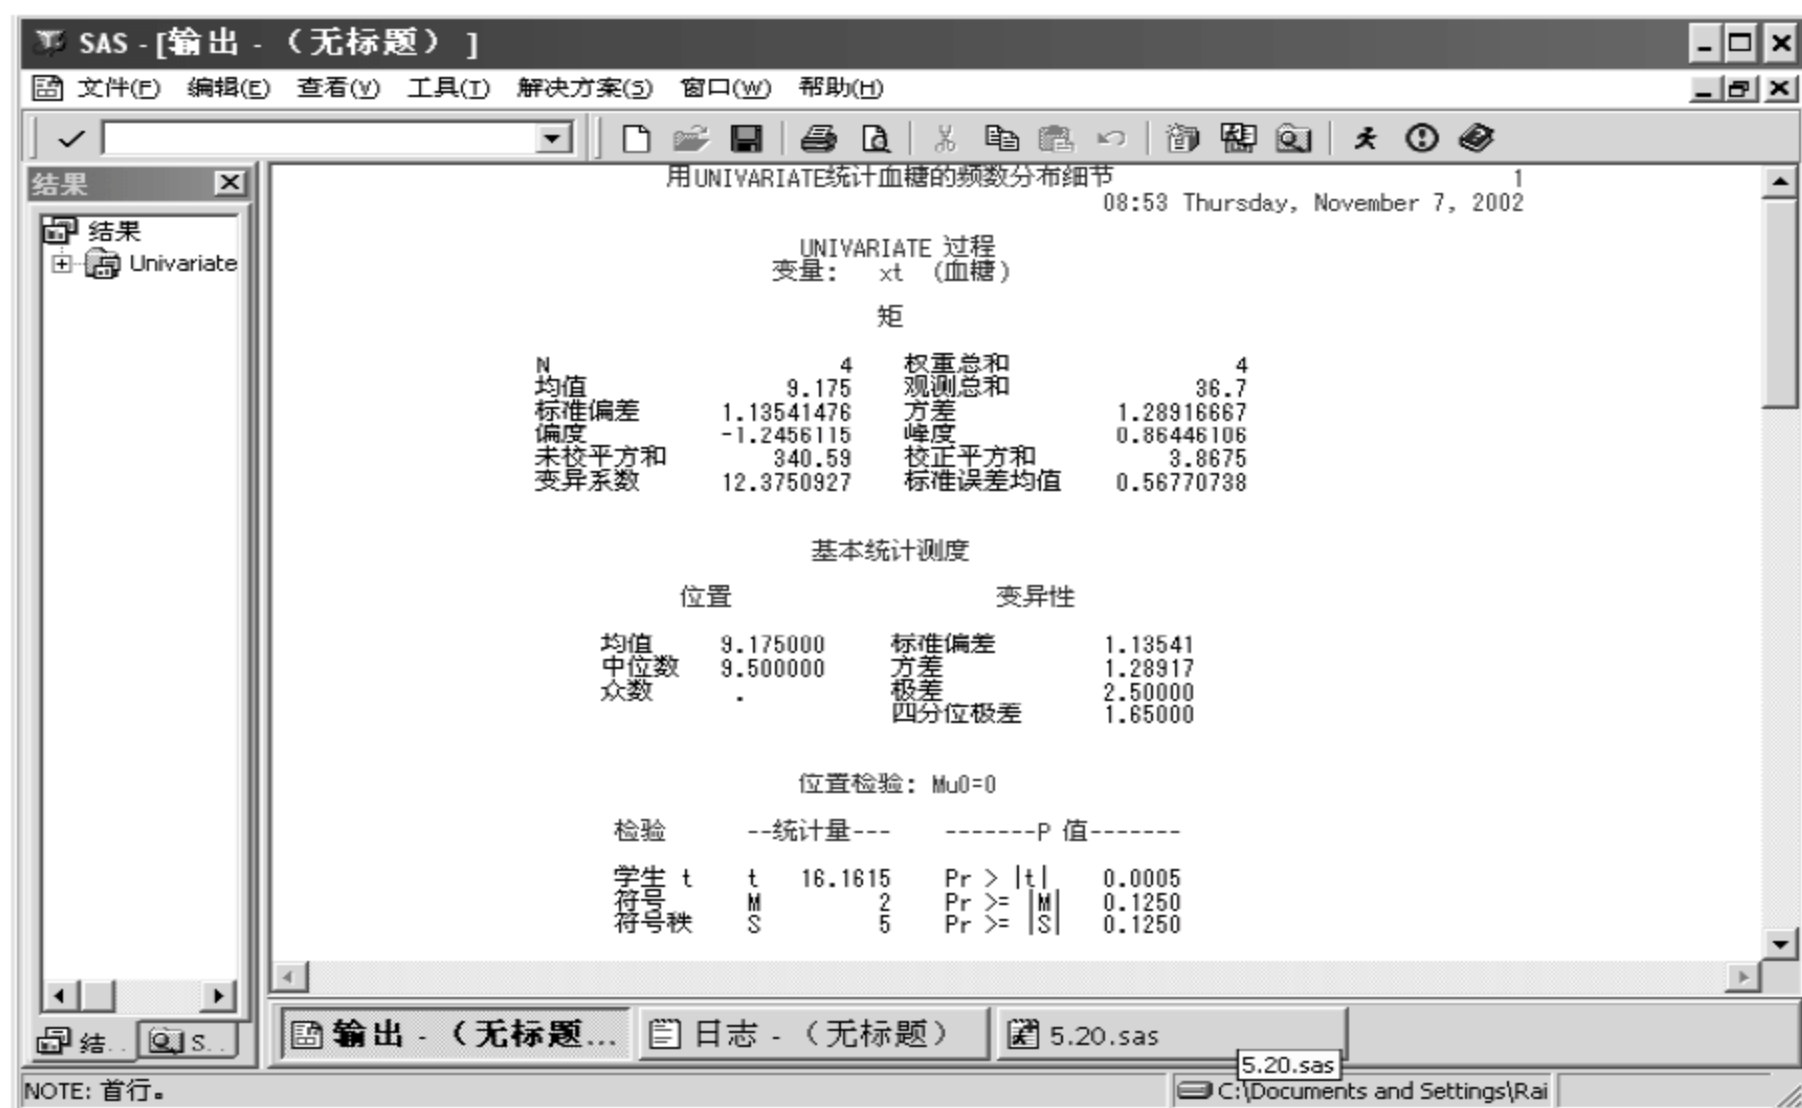 SAS - [输出 - （无标题） ]
文件(F) 编辑(E) 查看(V) 工具(T) 解决方案(S) 窗口(W) 帮助(H)
结果
结果
Univariate
用UNIVARIATE统计血糖的频数分布细节 1
08:53 Thursday, November 7, 2002
UNIVARIATE 过程
变量: xt (血糖)
矩
N 4 权重总和 4
均值 9.175 观测总和 36.7
标准偏差 1.13541476 方差 1.28916667
偏度 -1.2456115 峰度 0.86446106
未校平方和 340.59 校正平方和 3.8675
变异系数 12.3750927 标准误差均值 0.56770738
基本统计测度
位置 变异性
均值 9.175000 标准偏差 1.13541
中位数 9.500000 方差 1.28917
众数 . 极差 2.50000
四分位极差 1.65000
位置检验: Mu0=0
检验 --统计量--- -------P 值-------
学生 t t 16.1615 Pr > |t| 0.0005
符号 M 2 Pr >= |M| 0.1250
符号秩 S 5 Pr >= |S| 0.1250
结.. S...
输出 - （无标题... 日志 - （无标题） 5.20.sas
5.20.sas
NOTE: 首行。 C:\Documents and Settings\Rai